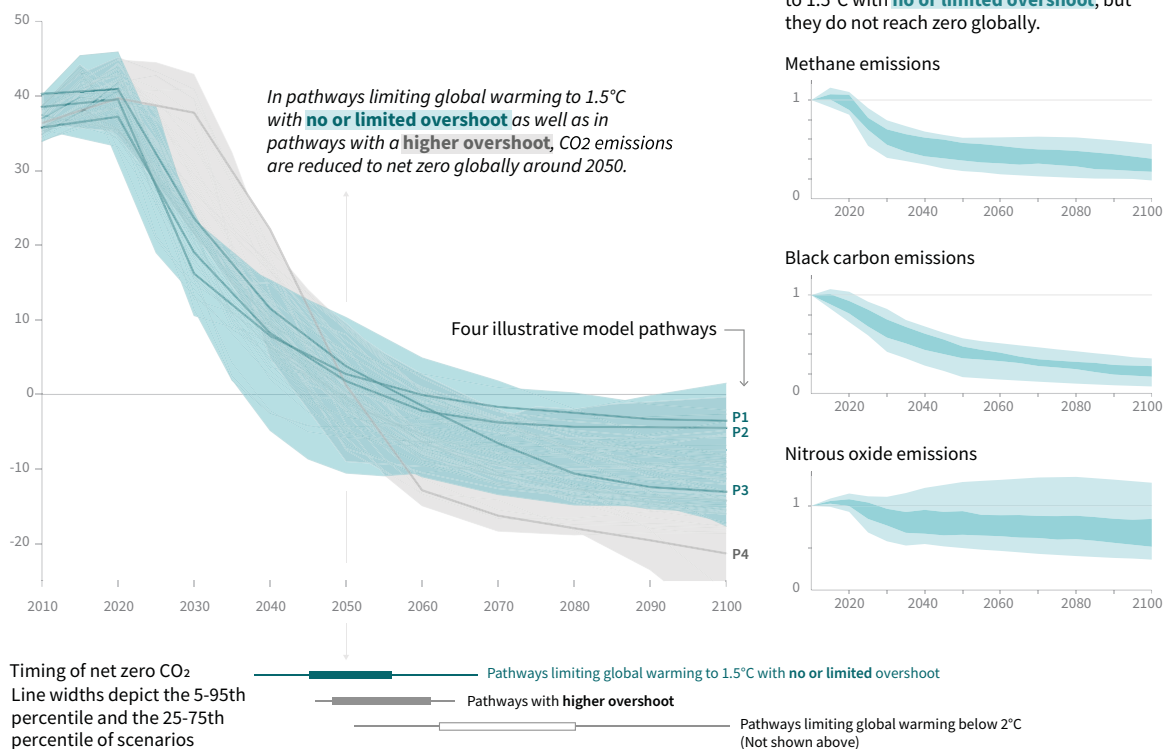 to 1.5°C with no or limited overshoot, but
they do not reach zero globally.
50
40
30
20
10
0
-10
-20
2010 2020 2030 2040 2050 2060 2070 2080 2090 2100
In pathways limiting global warming to 1.5°C
with no or limited overshoot as well as in
pathways with a higher overshoot, CO2 emissions
are reduced to net zero globally around 2050.
Four illustrative model pathways
P1
P2
P3
P4
Methane emissions
1
0
2020 2040 2060 2080 2100
Black carbon emissions
1
0
2020 2040 2060 2080 2100
Nitrous oxide emissions
1
0
2020 2040 2060 2080 2100
Timing of net zero CO₂
Line widths depict the 5-95th
percentile and the 25-75th
percentile of scenarios
Pathways limiting global warming to 1.5°C with no or limited overshoot
Pathways with higher overshoot
Pathways limiting global warming below 2°C
(Not shown above)